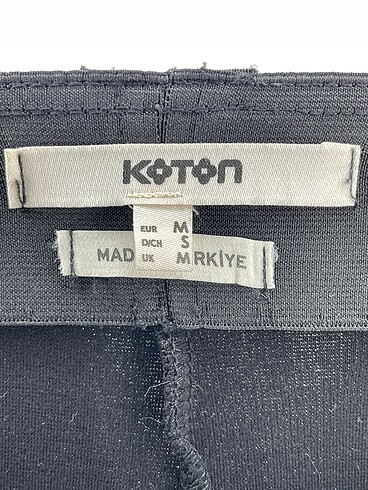 KOTON
EUR M
D/CH S
UK M
MAD RKİYE